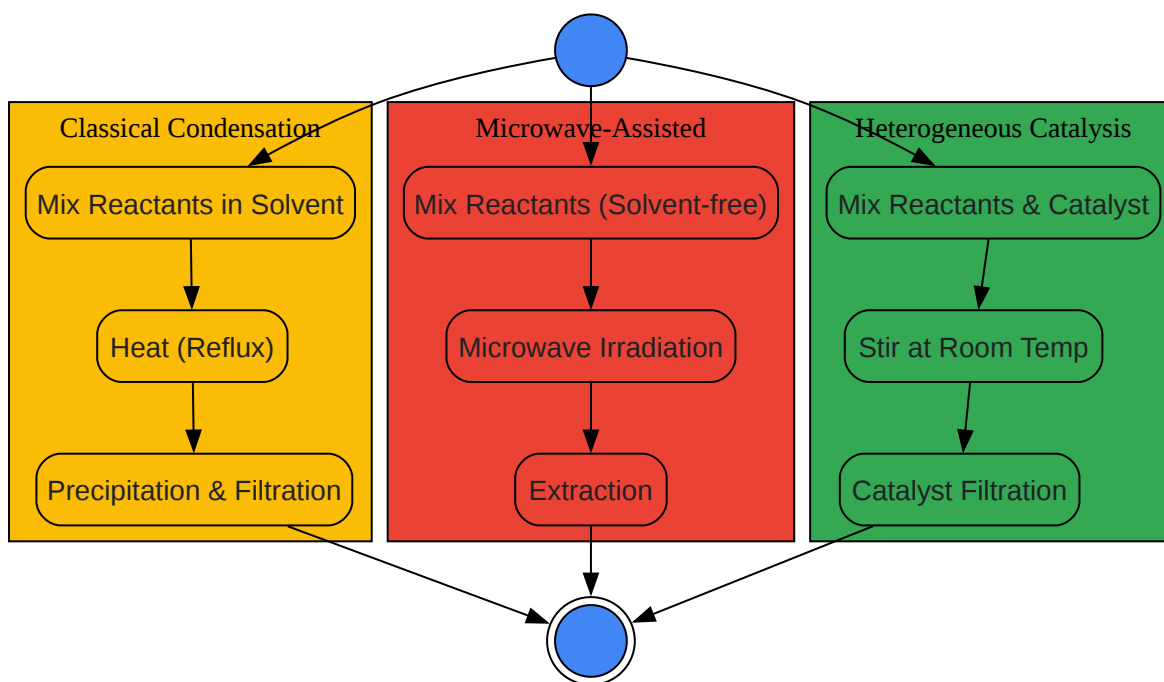 Classical Condensation
Mix Reactants in Solvent
Heat (Reflux)
Precipitation & Filtration
Microwave-Assisted
Mix Reactants (Solvent-free)
Microwave Irradiation
Extraction
Heterogeneous Catalysis
Mix Reactants & Catalyst
Stir at Room Temp
Catalyst Filtration